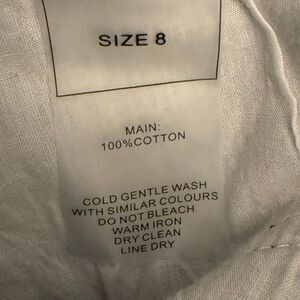 SIZE 8
MAIN:
100%COTTON
COLD GENTLE WASH
WITH SIMILAR COLOURS
DO NOT BLEACH
WARM IRON
DRY CLEAN
LINE DRY